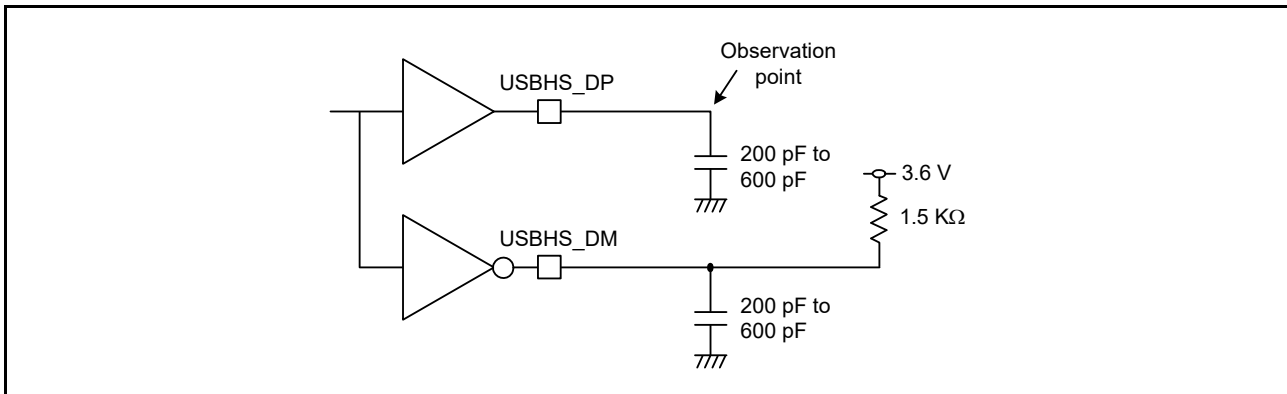 Observation
point
USBHS_DP
200 pF to
600 pF
3.6 V
1.5 KΩ
USBHS_DM
200 pF to
600 pF